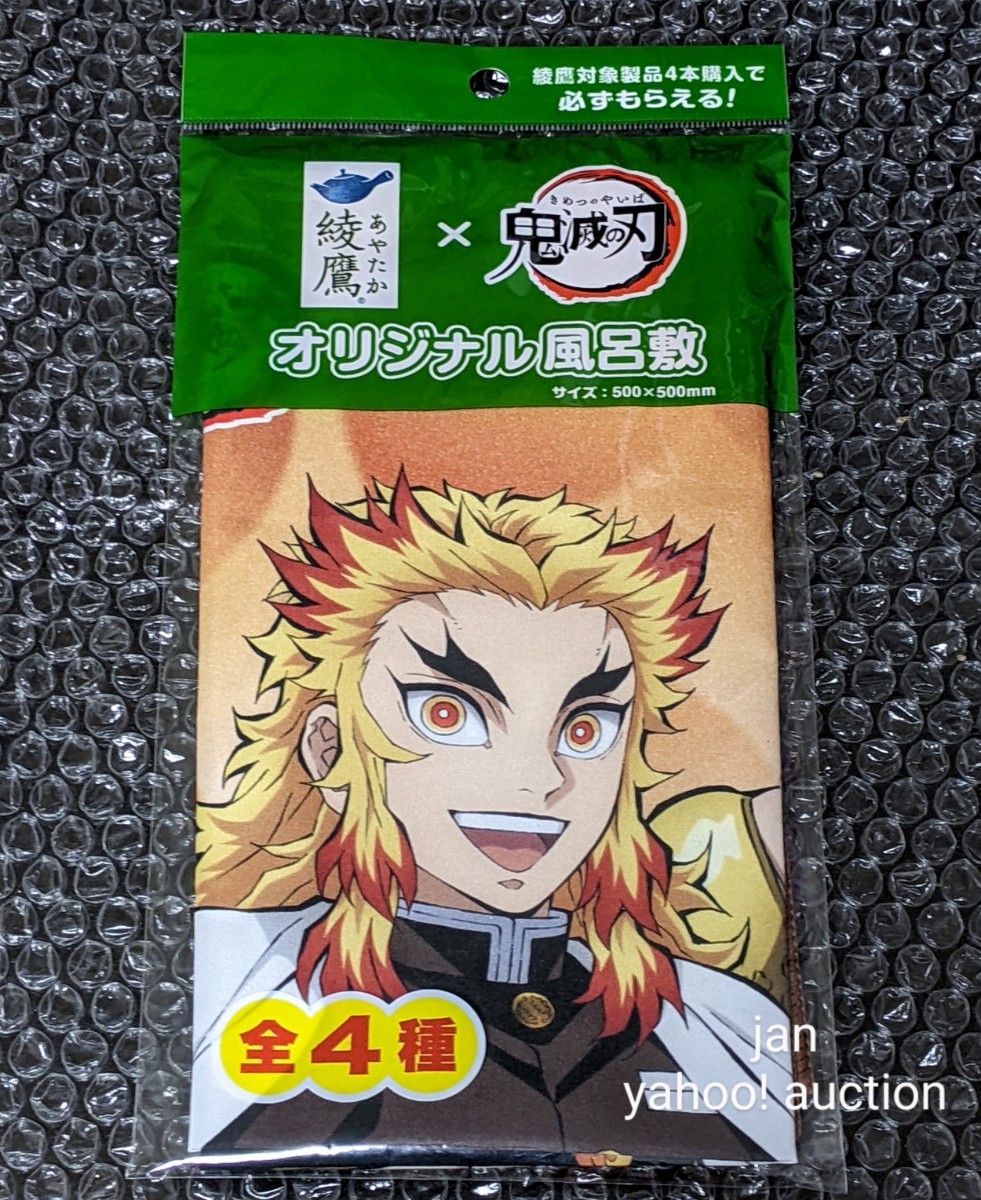 綾鷹対象製品4本購入で
必ずもらえる!
綾鷹
あやたか
×
きめつのやいば
鬼滅の刃
オリジナル風呂敷
サイズ:500×500mm
全4種
jan
yahoo! auction